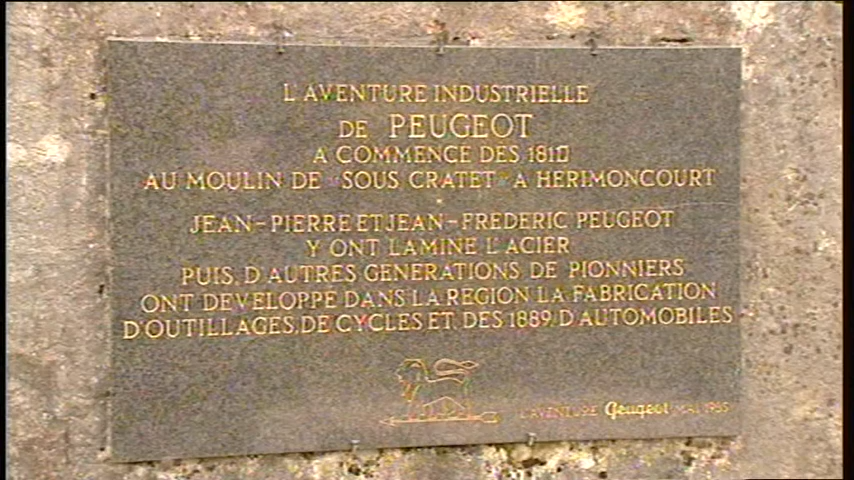 L'AVENTURE INDUSTRIELLE
DE PEUGEOT
A COMMENCE DES 1810
AU MOULIN DE "SOUS CRATET" A HERIMONCOURT
JEAN-PIERRE ET JEAN-FREDERIC PEUGEOT
Y ONT LAMINE L'ACIER
PUIS, D'AUTRES GENERATIONS DE PIONNIERS
ONT DEVELOPPE DANS LA REGION LA FABRICATION
D'OUTILLAGES, DE CYCLES ET, DES 1889, D'AUTOMOBILES
L'AVENTURE Peugeot MAI 1985